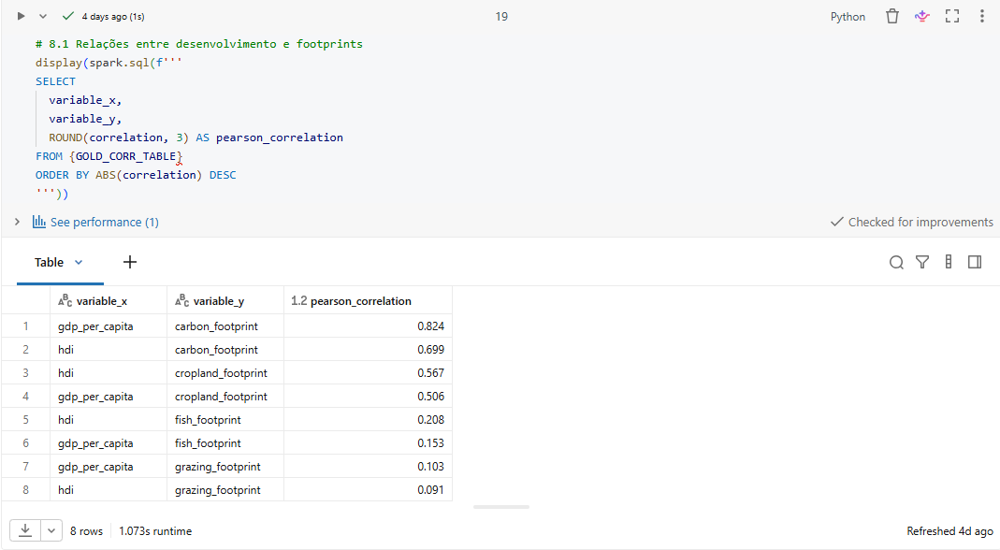 4 days ago (1s)
19
Python
# 8.1 Relações entre desenvolvimento e footprints
display(spark.sql(f'''
SELECT
variable_x,
variable_y,
ROUND(correlation, 3) AS pearson_correlation
FROM {GOLD_CORR_TABLE}
ORDER BY ABS(correlation) DESC
'''))
See performance (1)
Checked for improvements
Table
variable_x variable_y 1.2 pearson_correlation
1 gdp_per_capita carbon_footprint 0.824
2 hdi carbon_footprint 0.699
3 hdi cropland_footprint 0.567
4 gdp_per_capita cropland_footprint 0.506
5 hdi fish_footprint 0.208
6 gdp_per_capita fish_footprint 0.153
7 gdp_per_capita grazing_footprint 0.103
8 hdi grazing_footprint 0.091
8 rows 1.073s runtime
Refreshed 4d ago